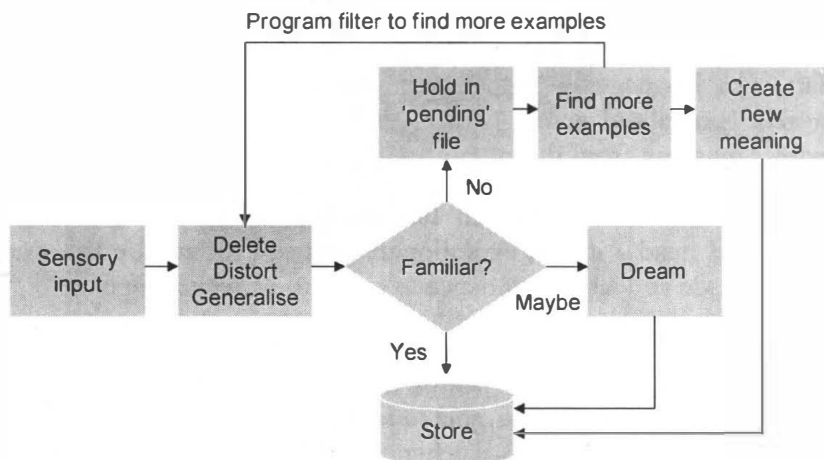 Program filter to find more examples
Hold in
'pending'
file
Find more
examples
Create
new
meaning
No
Sensory
input
Delete
Distort
Generalise
Familiar?
Dream
Maybe
Yes
Store